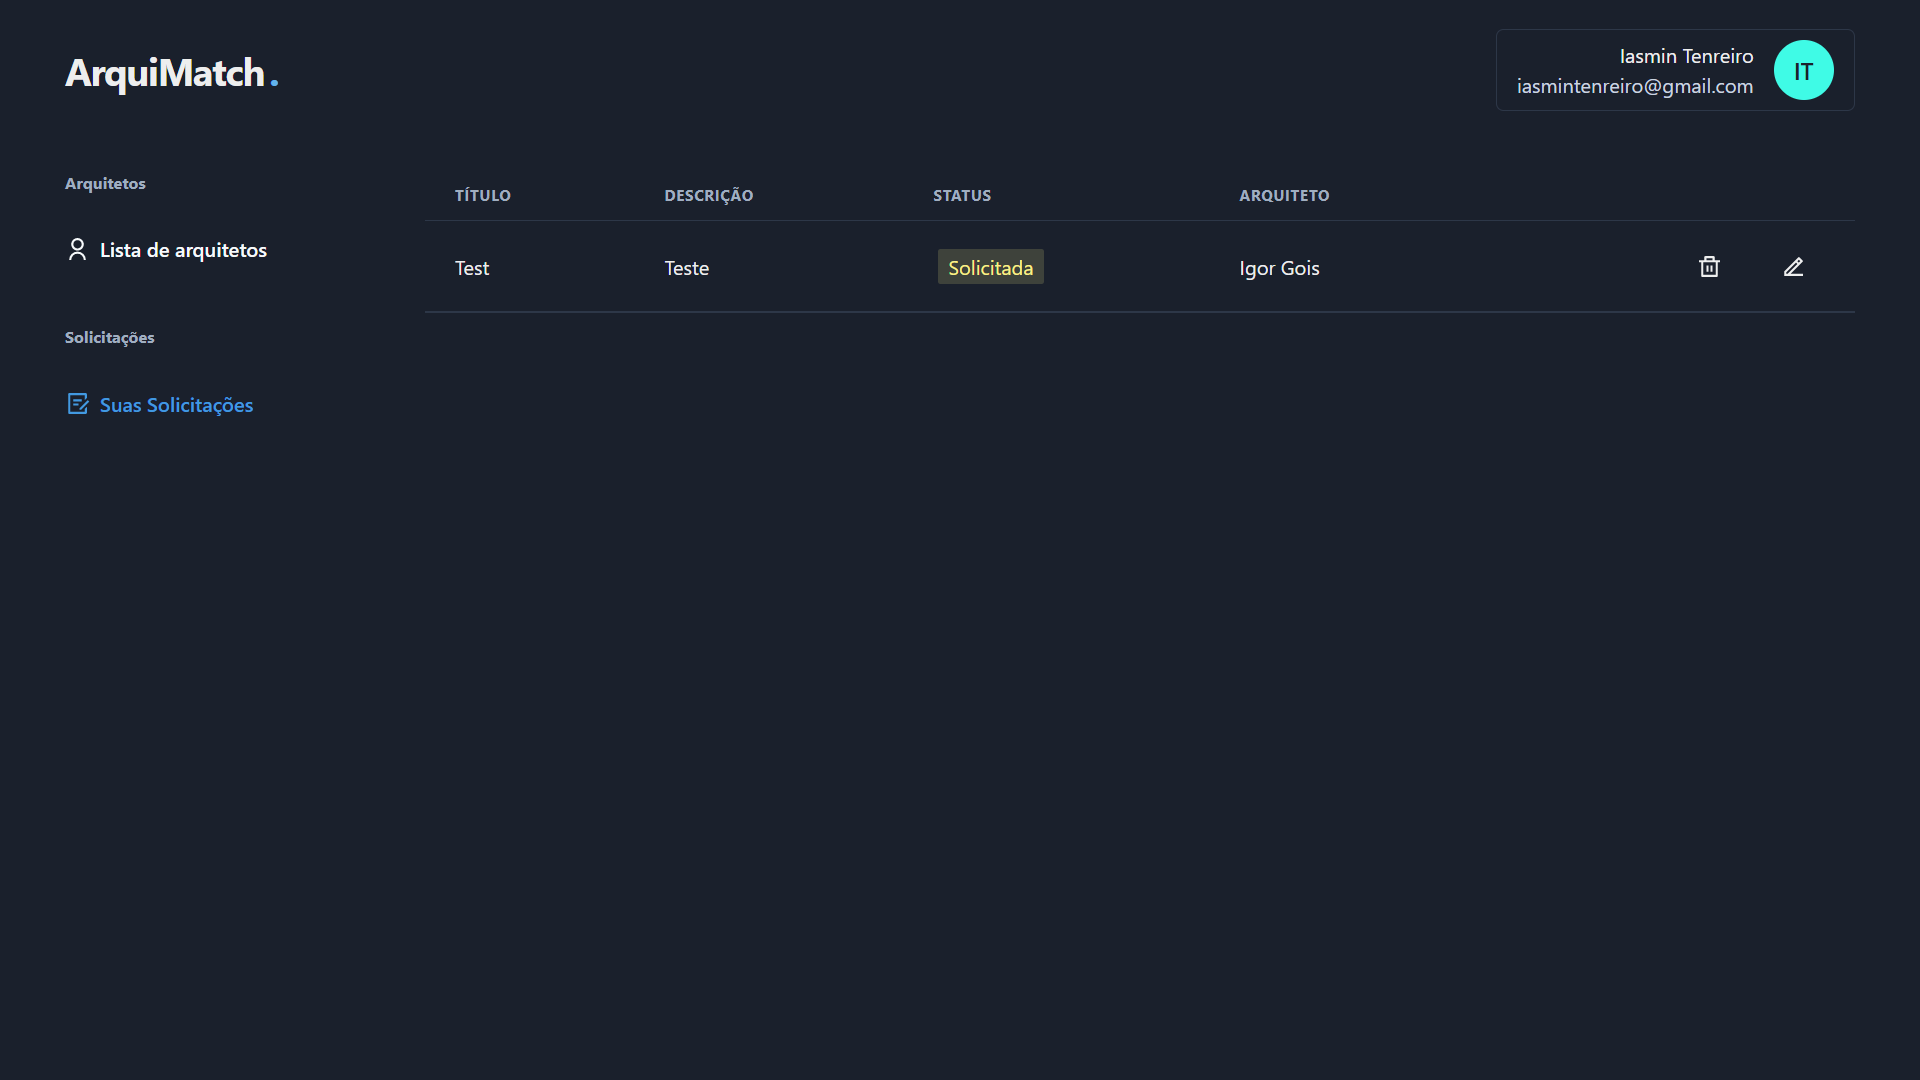 ArquiMatch.
Iasmin Tenreiro
iasmintenreiro@gmail.com
IT
Arquitetos
Lista de arquitetos
Solicitações
Suas Solicitações
TÍTULO DESCRIÇÃO STATUS ARQUITETO
Test Teste Solicitada Igor Gois